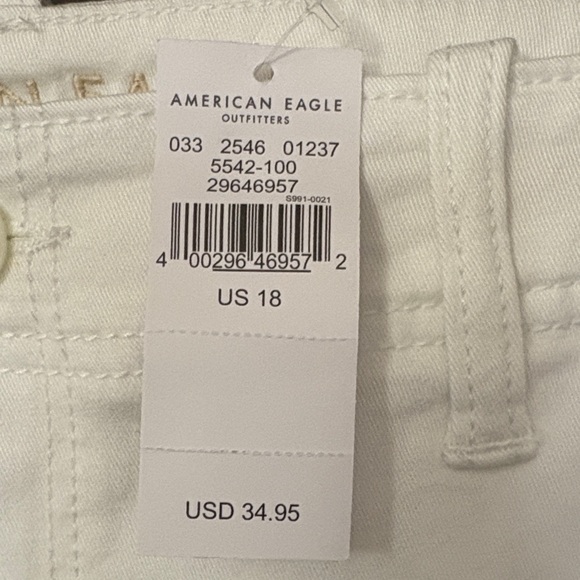 AMERICAN EAGLE
OUTFITTERS
033 2546 01237
5542-100
29646957
S991-0021
4 00296 46957 2
US 18
USD 34.95